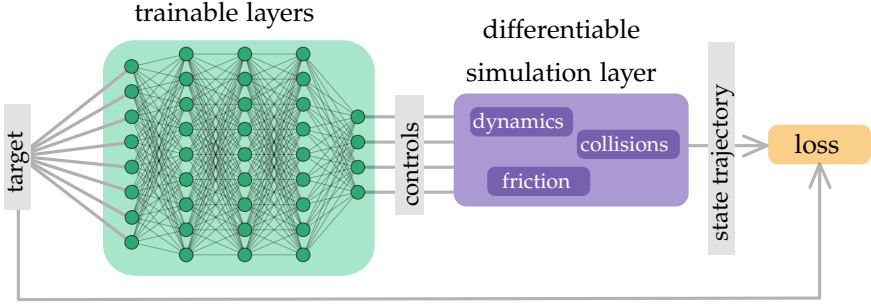 trainable layers
differentiable
simulation layer
target
controls
dynamics
collisions
friction
state trajectory
loss